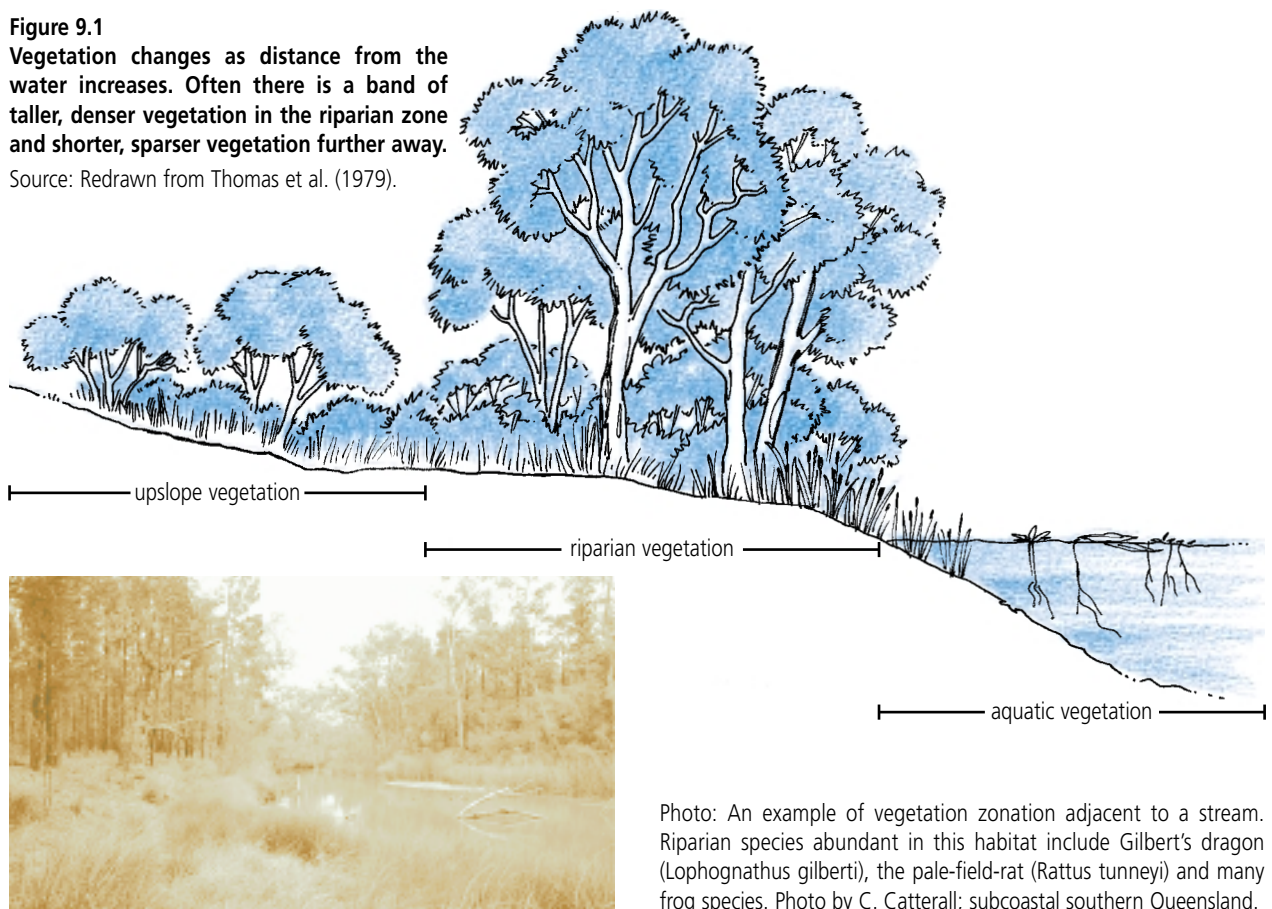 Figure 9.1
Vegetation changes as distance from the
water increases. Often there is a band of
taller, denser vegetation in the riparian zone
and shorter, sparser vegetation further away.
Source: Redrawn from Thomas et al. (1979).
upslope vegetation
riparian vegetation
aquatic vegetation
Photo: An example of vegetation zonation adjacent to a stream.
Riparian species abundant in this habitat include Gilbert’s dragon
(Lophognathus gilberti), the pale-field-rat (Rattus tunneyi) and many
frog species. Photo by C. Catterall: subcoastal southern Queensland.